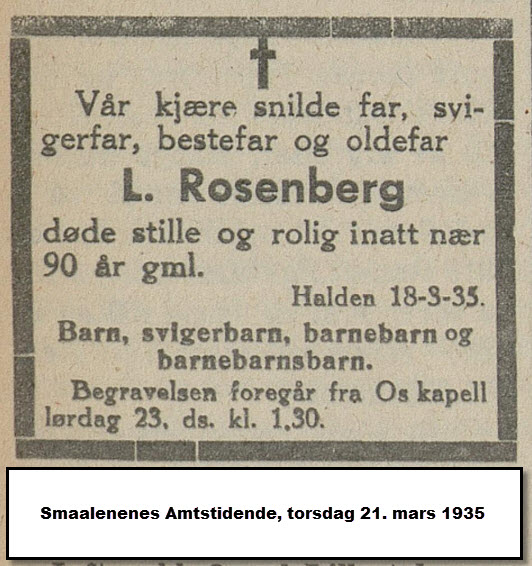 Vår kjære snilde far, svi-
gerfar, bestefar og oldefar
L. Rosenberg
døde stille og rolig inatt nær
90 år gml.
Halden 18-3-35.
Barn, svigerbarn, barnebarn og
barnebarnsbarn.
Begravelsen foregår fra Os kapell
lørdag 23. ds. kl. 1.30.
Smaalenenes Amtstidende, torsdag 21. mars 1935